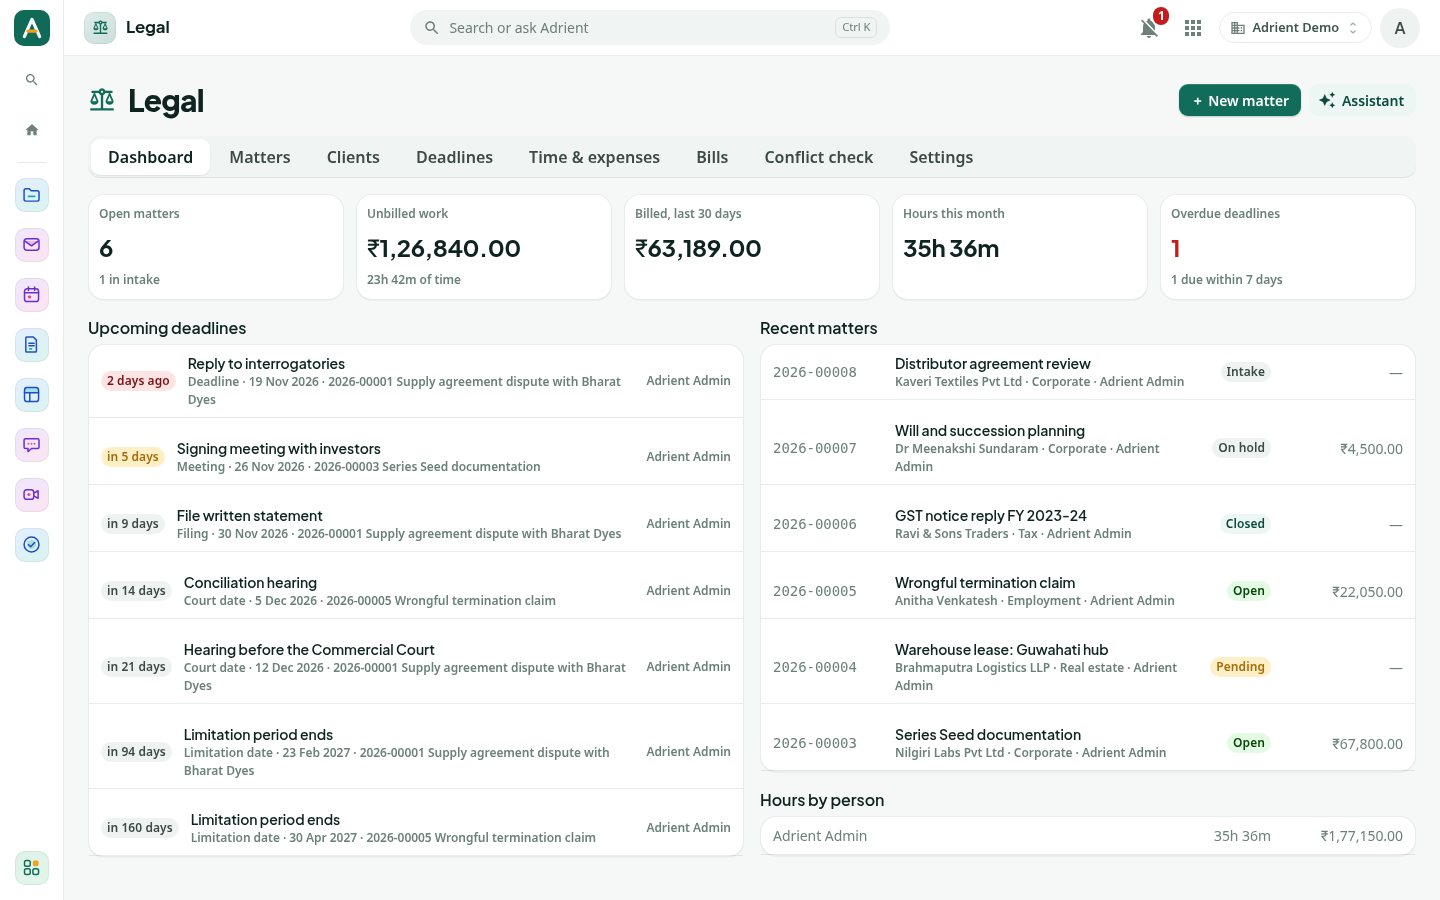 Legal
Search or ask Adrient
Ctrl K
1
Adrient Demo
A
Legal
+ New matter
Assistant
Dashboard
Matters
Clients
Deadlines
Time & expenses
Bills
Conflict check
Settings
Open matters
6
1 in intake
Unbilled work
₹1,26,840.00
23h 42m of time
Billed, last 30 days
₹63,189.00
Hours this month
35h 36m
Overdue deadlines
1
1 due within 7 days
Upcoming deadlines
2 days ago
Reply to interrogatories
Deadline · 19 Nov 2026 · 2026-00001 Supply agreement dispute with Bharat
Dyes
Adrient Admin
in 5 days
Signing meeting with investors
Meeting · 26 Nov 2026 · 2026-00003 Series Seed documentation
Adrient Admin
in 9 days
File written statement
Filing · 30 Nov 2026 · 2026-00001 Supply agreement dispute with Bharat Dyes
Adrient Admin
in 14 days
Conciliation hearing
Court date · 5 Dec 2026 · 2026-00005 Wrongful termination claim
Adrient Admin
in 21 days
Hearing before the Commercial Court
Court date · 12 Dec 2026 · 2026-00001 Supply agreement dispute with Bharat
Dyes
Adrient Admin
in 94 days
Limitation period ends
Limitation date · 23 Feb 2027 · 2026-00001 Supply agreement dispute with
Bharat Dyes
Adrient Admin
in 160 days
Limitation period ends
Limitation date · 30 Apr 2027 · 2026-00005 Wrongful termination claim
Adrient Admin
Recent matters
2026-00008
Distributor agreement review
Kaveri Textiles Pvt Ltd · Corporate · Adrient Admin
Intake
—
2026-00007
Will and succession planning
Dr Meenakshi Sundaram · Corporate · Adrient
Admin
On hold
₹4,500.00
2026-00006
GST notice reply FY 2023-24
Ravi & Sons Traders · Tax · Adrient Admin
Closed
—
2026-00005
Wrongful termination claim
Anitha Venkatesh · Employment · Adrient Admin
Open
₹22,050.00
2026-00004
Warehouse lease: Guwahati hub
Brahmaputra Logistics LLP · Real estate · Adrient
Admin
Pending
—
2026-00003
Series Seed documentation
Nilgiri Labs Pvt Ltd · Corporate · Adrient Admin
Open
₹67,800.00
Hours by person
Adrient Admin
35h 36m
₹1,77,150.00